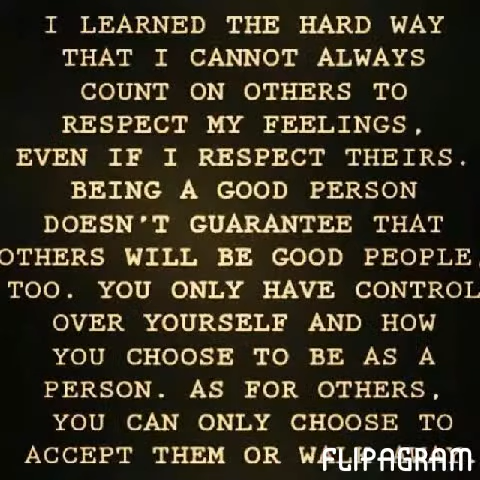 I LEARNED THE HARD WAY
THAT I CANNOT ALWAYS
COUNT ON OTHERS TO
RESPECT MY FEELINGS,
EVEN IF I RESPECT THEIRS.
BEING A GOOD PERSON
DOESN'T GUARANTEE THAT
OTHERS WILL BE GOOD PEOPLE,
TOO. YOU ONLY HAVE CONTROL
OVER YOURSELF AND HOW
YOU CHOOSE TO BE AS A
PERSON. AS FOR OTHERS,
YOU CAN ONLY CHOOSE TO
ACCEPT THEM OR
FLIPAGRAM